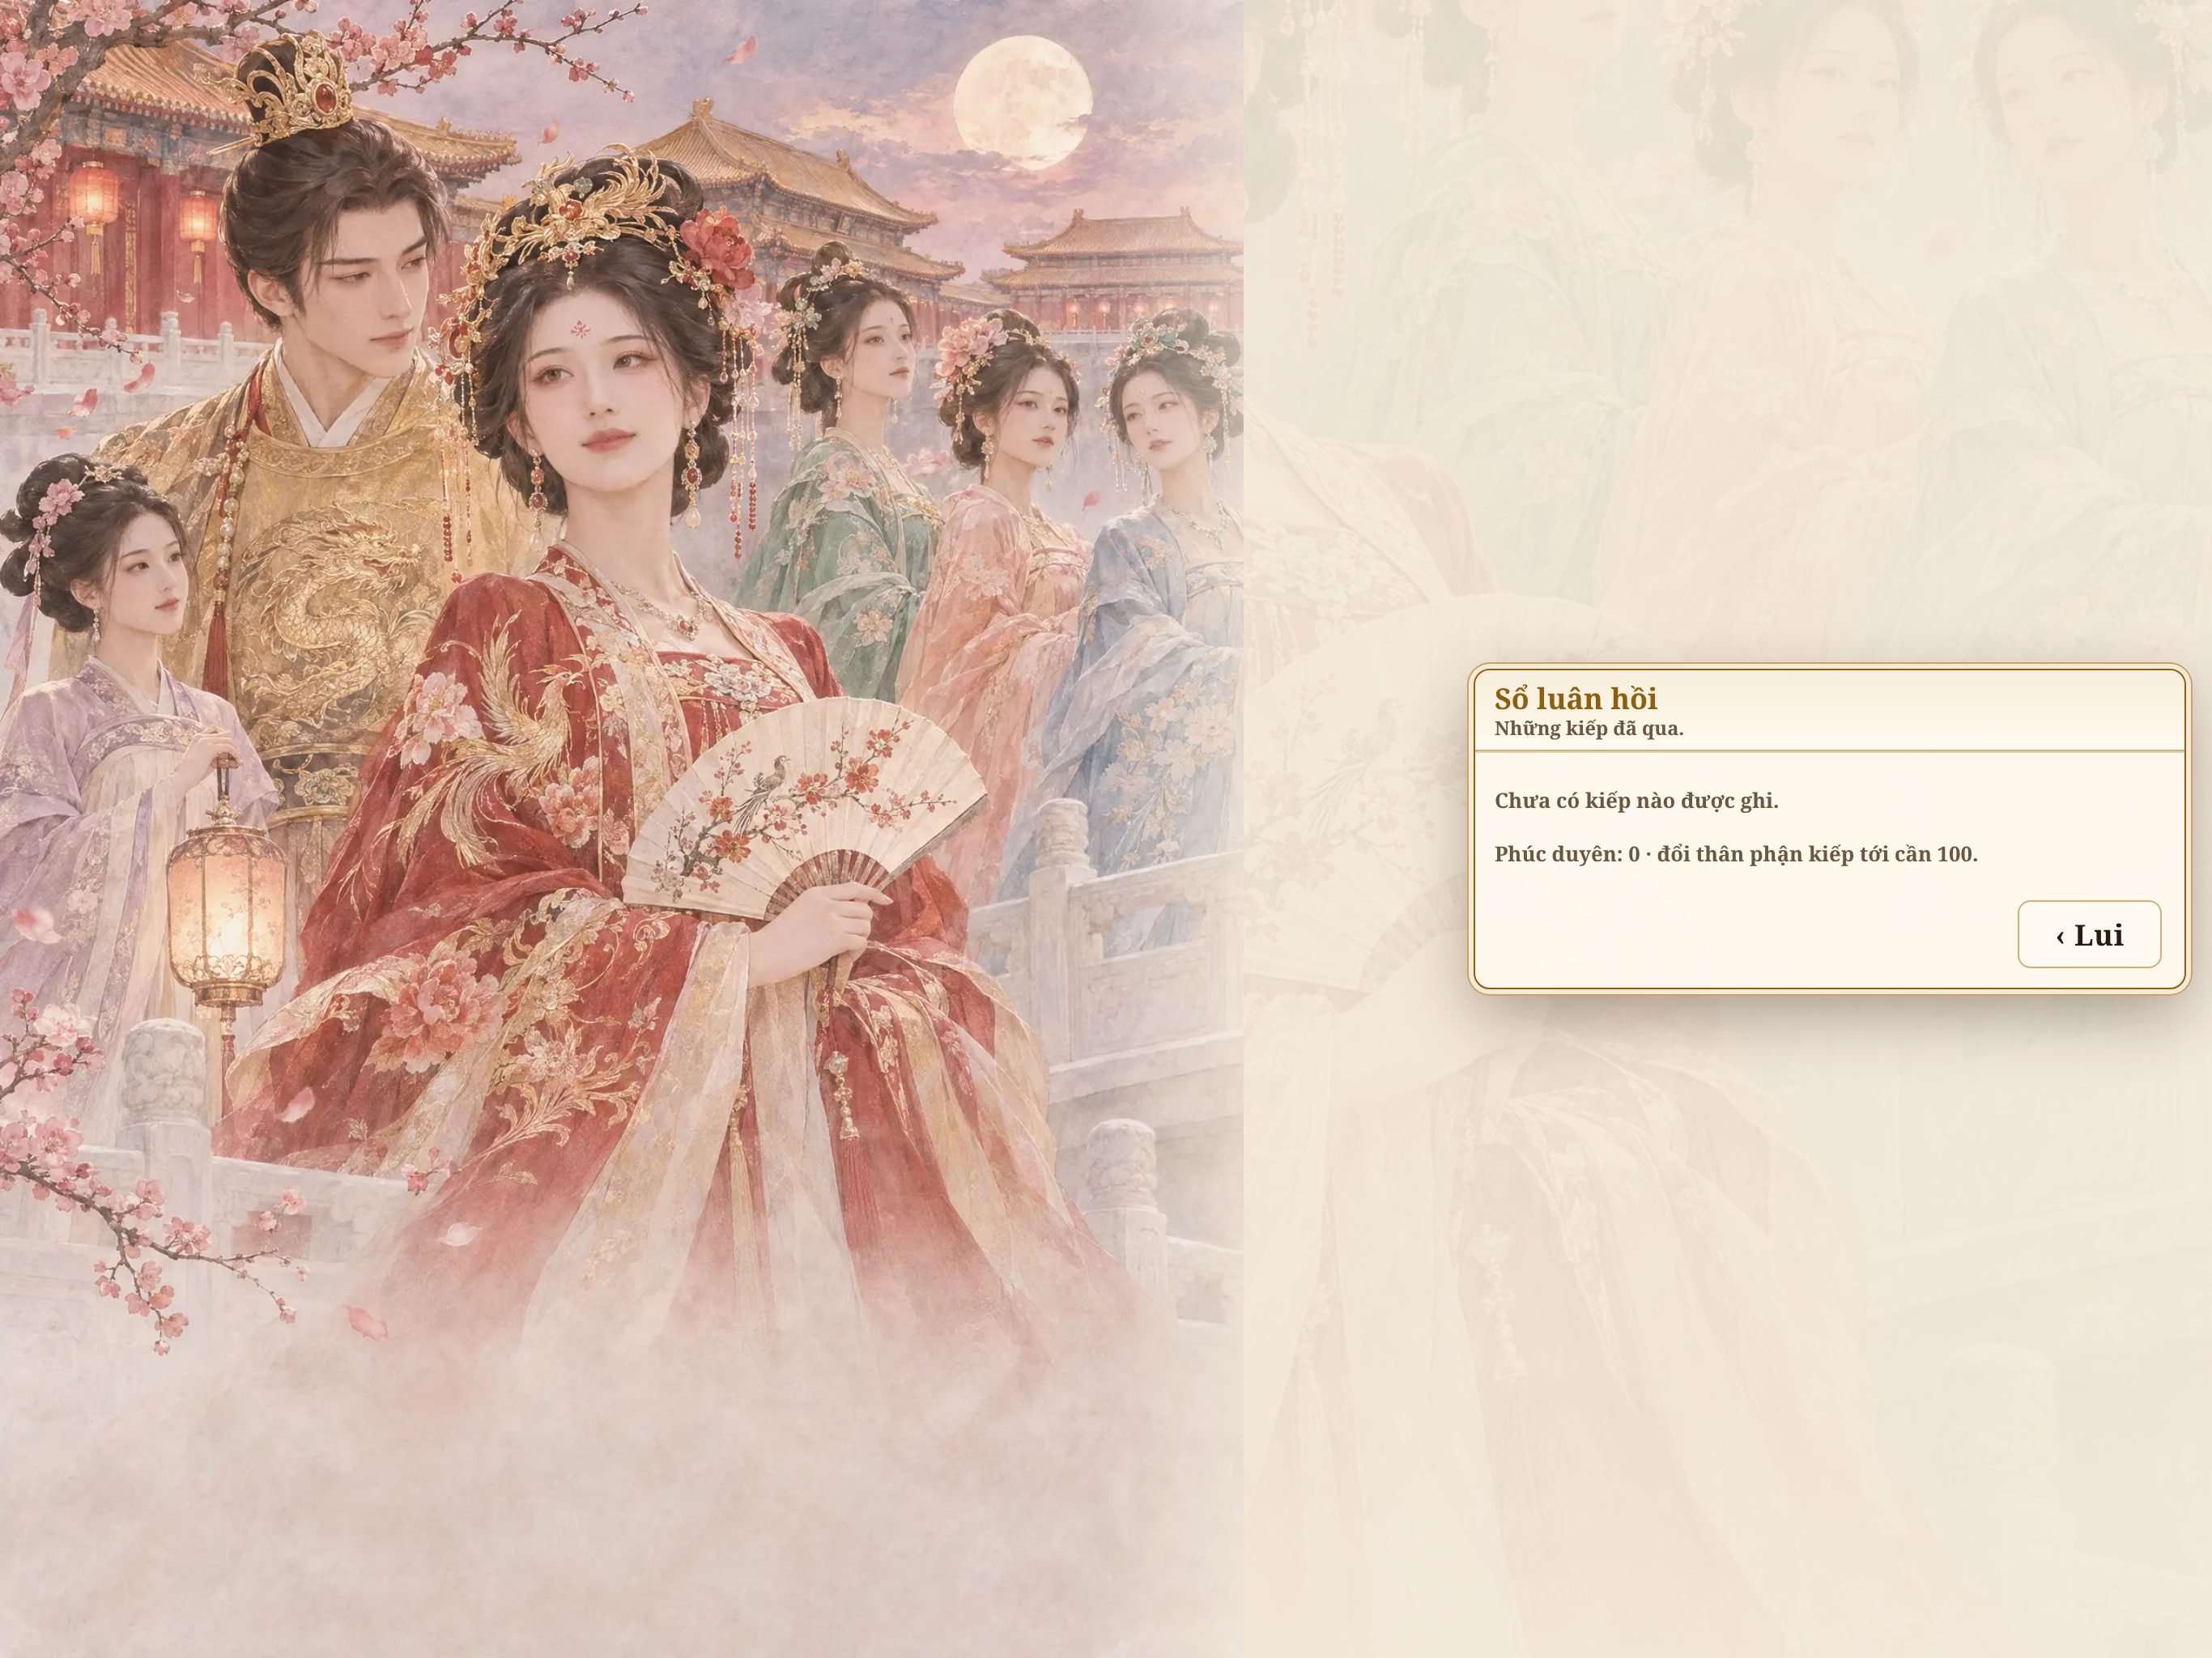 Sổ luân hồi
Những kiếp đã qua.
Chưa có kiếp nào được ghi.
Phúc duyên: 0 · đổi thân phận kiếp tới cần 100.
‹ Lui